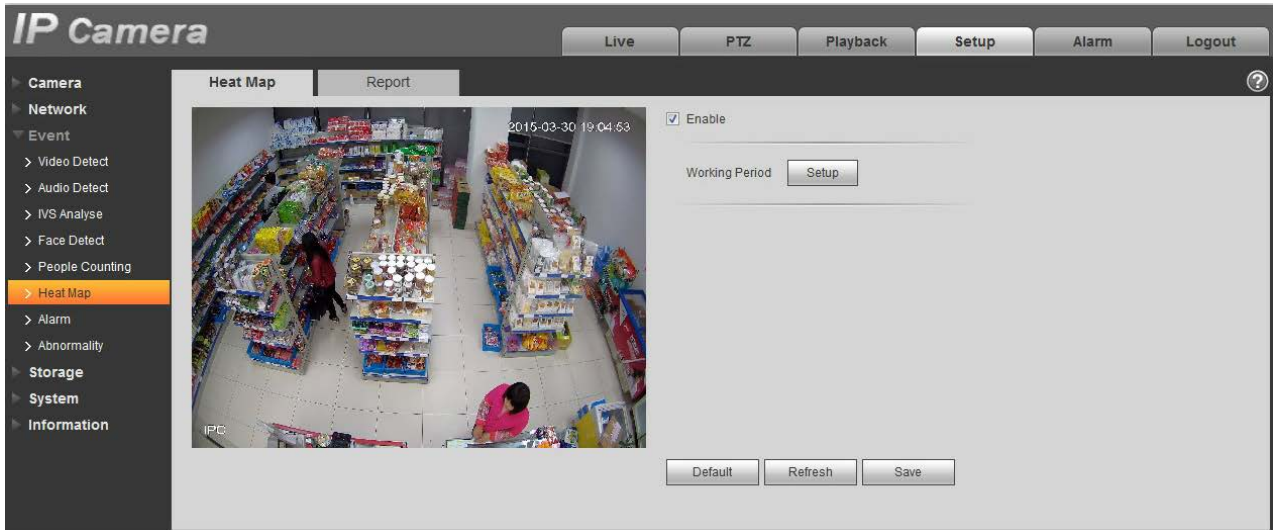 IP Camera
Live
PTZ
Playback
Setup
Alarm
Logout
Camera
Network
Event
Video Detect
Audio Detect
IVS Analyse
Face Detect
People Counting
Heat Map
Alarm
Abnormality
Storage
System
Information
Heat Map
Report
?
2015-03-30 19:04:53
IPC
Enable
Working Period
Setup
Default
Refresh
Save